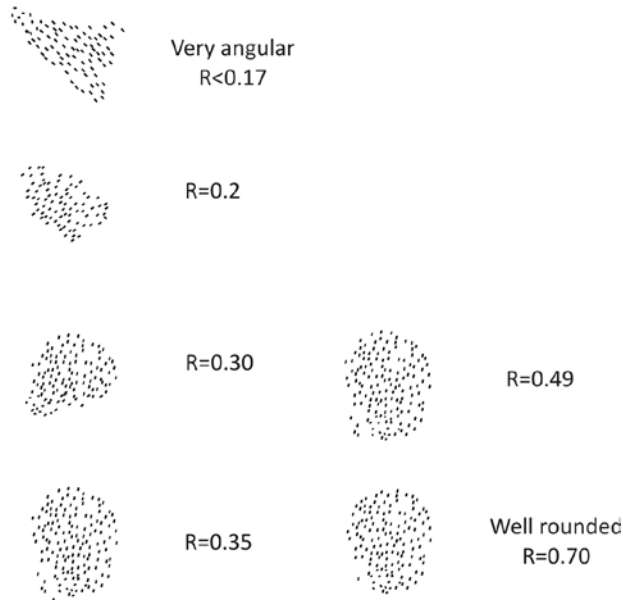 Very angular
R<0.17
R=0.2
R=0.30
R=0.49
R=0.35
Well rounded
R=0.70